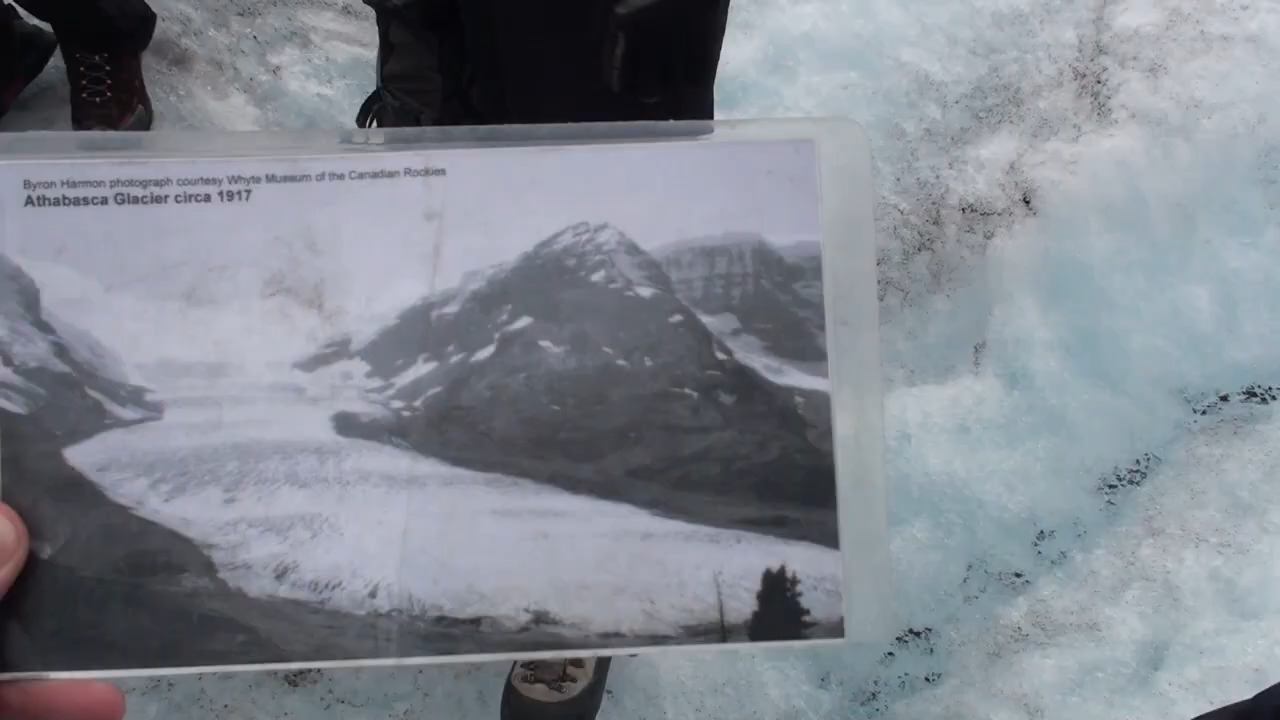 Byron Harmon photograph courtesy Whyte Museum of the Canadian Rockies
Athabasca Glacier circa 1917